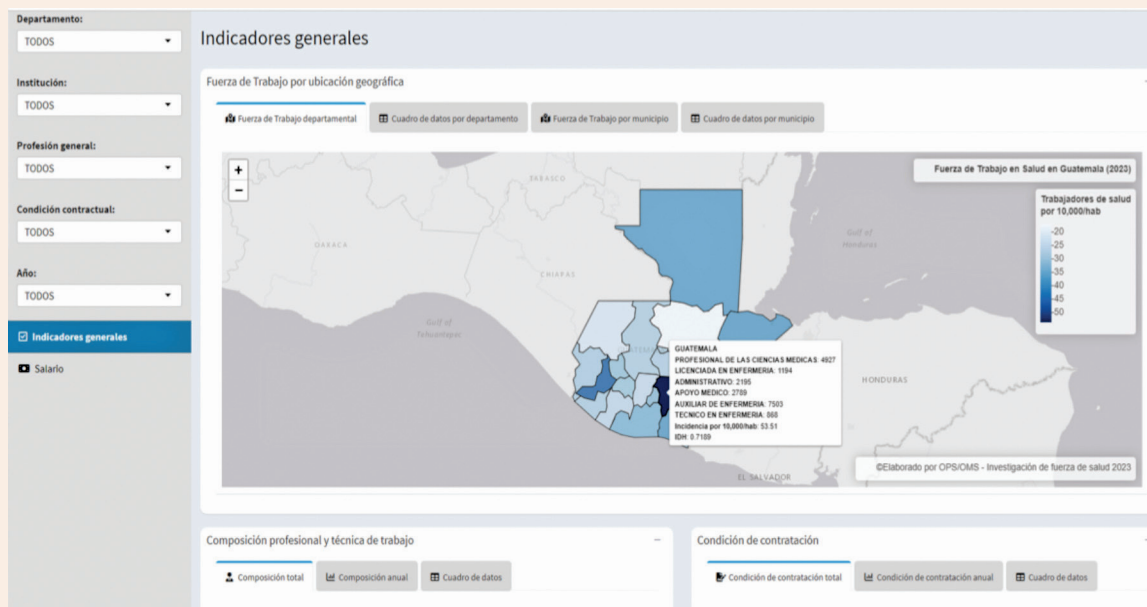 Departamento:
TODOS
Institución:
TODOS
Profesión general:
TODOS
Condición contractual:
TODOS
Año:
TODOS
Indicadores generales
Salario
Indicadores generales
Fuerza de Trabajo por ubicación geográfica
Fuerza de Trabajo departamental
Cuadro de datos por departamento
Fuerza de Trabajo por municipio
Cuadro de datos por municipio
+
−
Fuerza de Trabajo en Salud en Guatemala (2023)
Trabajadores de salud
por 10,000/hab
-20
-25
-30
-35
-40
-45
-50
TABASCO
OAXACA
CHIAPAS
Gulf of
Honduras
Gulf of
Tehuantepec
HONDURAS
EL SALVADOR
GUATEMALA
PROFESIONAL DE LAS CIENCIAS MEDICAS: 4927
LICENCIADA EN ENFERMERIA: 1194
ADMINISTRATIVO: 2195
APOYO MEDICO: 2789
AUXILIAR DE ENFERMERIA: 7503
TECNICO EN ENFERMERIA: 868
Incidencia por 10,000/hab: 53.51
IDH: 0.7189
©Elaborado por OPS/OMS - Investigación de fuerza de salud 2023
Composición profesional y técnica de trabajo
Composición total
Composición anual
Cuadro de datos
Condición de contratación
Condición de contratación total
Condición de contratación anual
Cuadro de datos